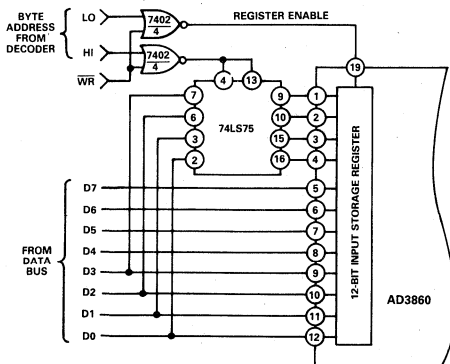 BYTE
ADDRESS
FROM
DECODER
LO
HI
WR
7402
4
7402
4
REGISTER ENABLE
19
4
13
7
6
3
2
74LS75
9
10
15
16
1
2
3
4
5
6
7
8
9
10
11
12
12-BIT INPUT STORAGE REGISTER
AD3860
FROM
DATA
BUS
D7
D6
D5
D4
D3
D2
D1
D0